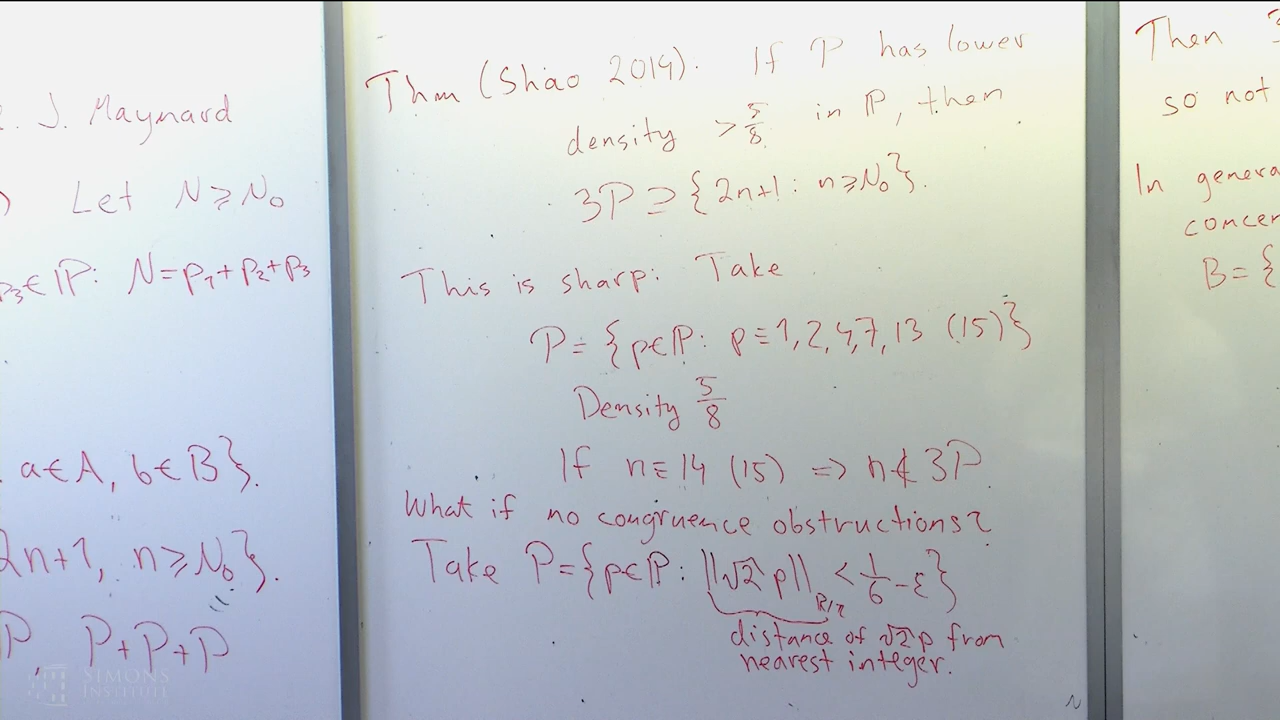 . J. Maynard
) Let N ≥ N₀
p₃∈ℙ: N=p₁+p₂+p₃
a∈A, b∈B}.
2n+1, n≥N₀}.
P, P+P+P
SIMONS
INSTITUTE
Thm (Shao 2014). If P has lower
density > 5/8 in ℙ, then
3P ⊇ {2n+1: n≥N₀}.
This is sharp: Take
P = {p∈ℙ: p≡1,2,4,7,13 (15)}
Density 5/8
If n≡14 (15) ⇒ n∉3P
What if no congruence obstructions?
Take P={p∈ℙ: ||√2 p||_{ℝ/ℤ} < 1/6 - ε}
distance of √2 p from
nearest integer.
Then 3
so not
In genera
concer
B = {